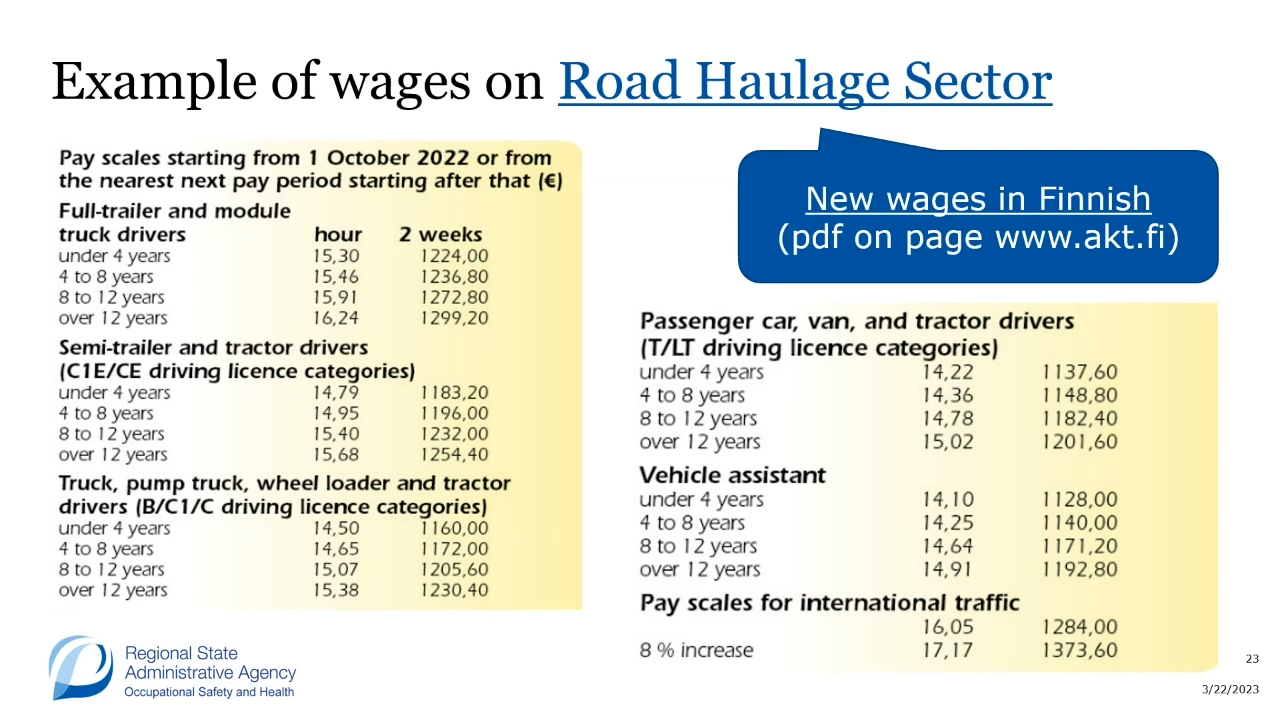 Example of wages on Road Haulage Sector
Pay scales starting from 1 October 2022 or from
the nearest next pay period starting after that (€)
Full-trailer and module
truck drivers hour 2 weeks
under 4 years 15,30 1224,00
4 to 8 years 15,46 1236,80
8 to 12 years 15,91 1272,80
over 12 years 16,24 1299,20
Semi-trailer and tractor drivers
(C1E/CE driving licence categories)
under 4 years 14,79 1183,20
4 to 8 years 14,95 1196,00
8 to 12 years 15,40 1232,00
over 12 years 15,68 1254,40
Truck, pump truck, wheel loader and tractor
drivers (B/C1/C driving licence categories)
under 4 years 14,50 1160,00
4 to 8 years 14,65 1172,00
8 to 12 years 15,07 1205,60
over 12 years 15,38 1230,40
New wages in Finnish
(pdf on page www.akt.fi)
Passenger car, van, and tractor drivers
(T/LT driving licence categories)
under 4 years 14,22 1137,60
4 to 8 years 14,36 1148,80
8 to 12 years 14,78 1182,40
over 12 years 15,02 1201,60
Vehicle assistant
under 4 years 14,10 1128,00
4 to 8 years 14,25 1140,00
8 to 12 years 14,64 1171,20
over 12 years 14,91 1192,80
Pay scales for international traffic
16,05 1284,00
8 % increase 17,17 1373,60
Regional State
Administrative Agency
Occupational Safety and Health
23
3/22/2023